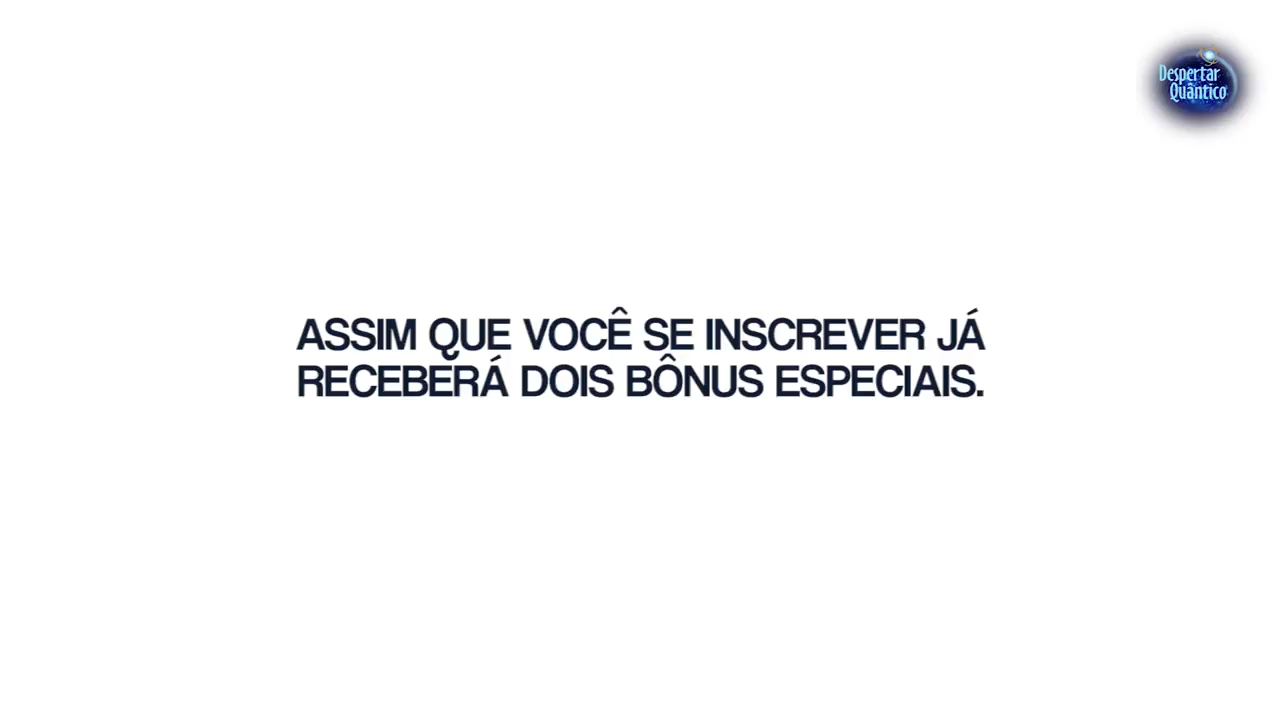 Despertar
Quântico
ASSIM QUE VOCÊ SE INSCREVER JÁ
RECEBERÁ DOIS BÔNUS ESPECIAIS.